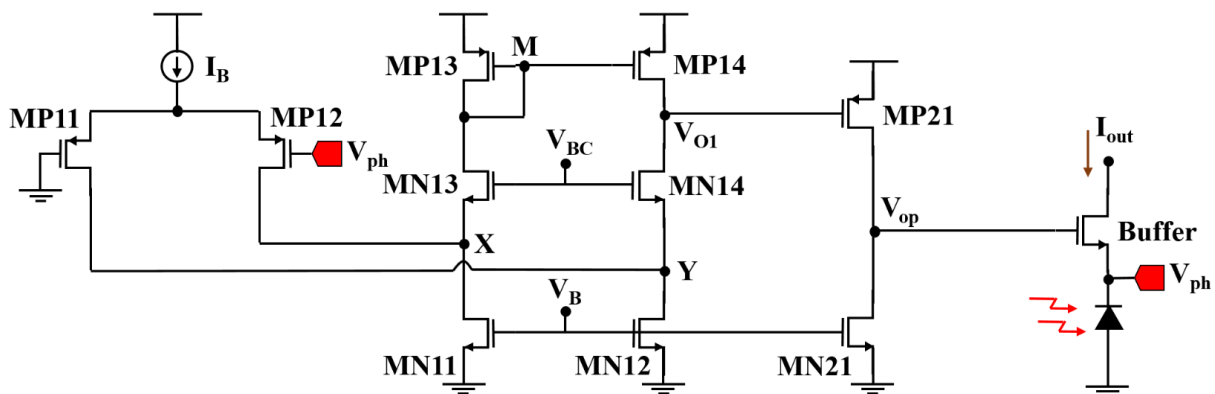 M
MP13
MP14
I_B
MP11
MP12
MP21
V_ph
V_BC
V_O1
I_out
MN13
MN14
V_op
Buffer
X
Y
V_ph
V_B
MN11
MN12
MN21